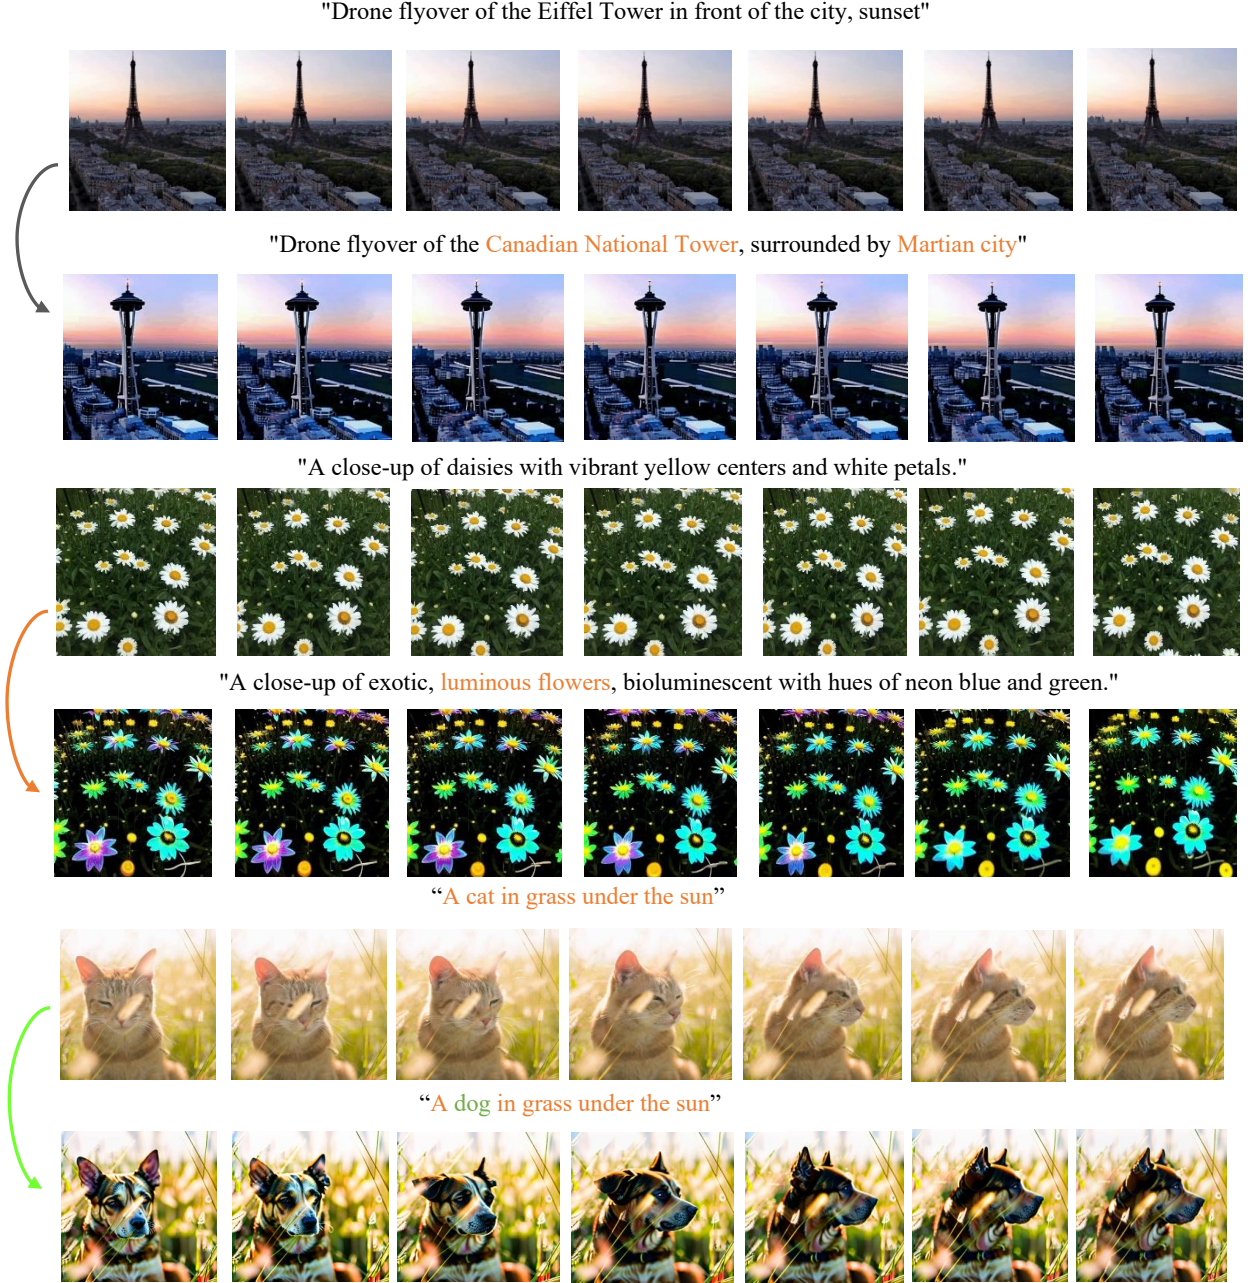 "Drone flyover of the Eiffel Tower in front of the city, sunset"
"Drone flyover of the Canadian National Tower, surrounded by Martian city"
"A close-up of daisies with vibrant yellow centers and white petals."
"A close-up of exotic, luminous flowers, bioluminescent with hues of neon blue and green."
“A cat in grass under the sun”
“A dog in grass under the sun”